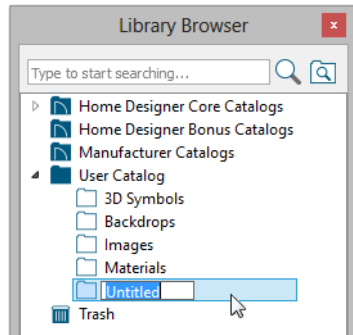 Library Browser
x
Type to start searching...
Home Designer Core Catalogs
Home Designer Bonus Catalogs
Manufacturer Catalogs
User Catalog
3D Symbols
Backdrops
Images
Materials
Untitled
Trash